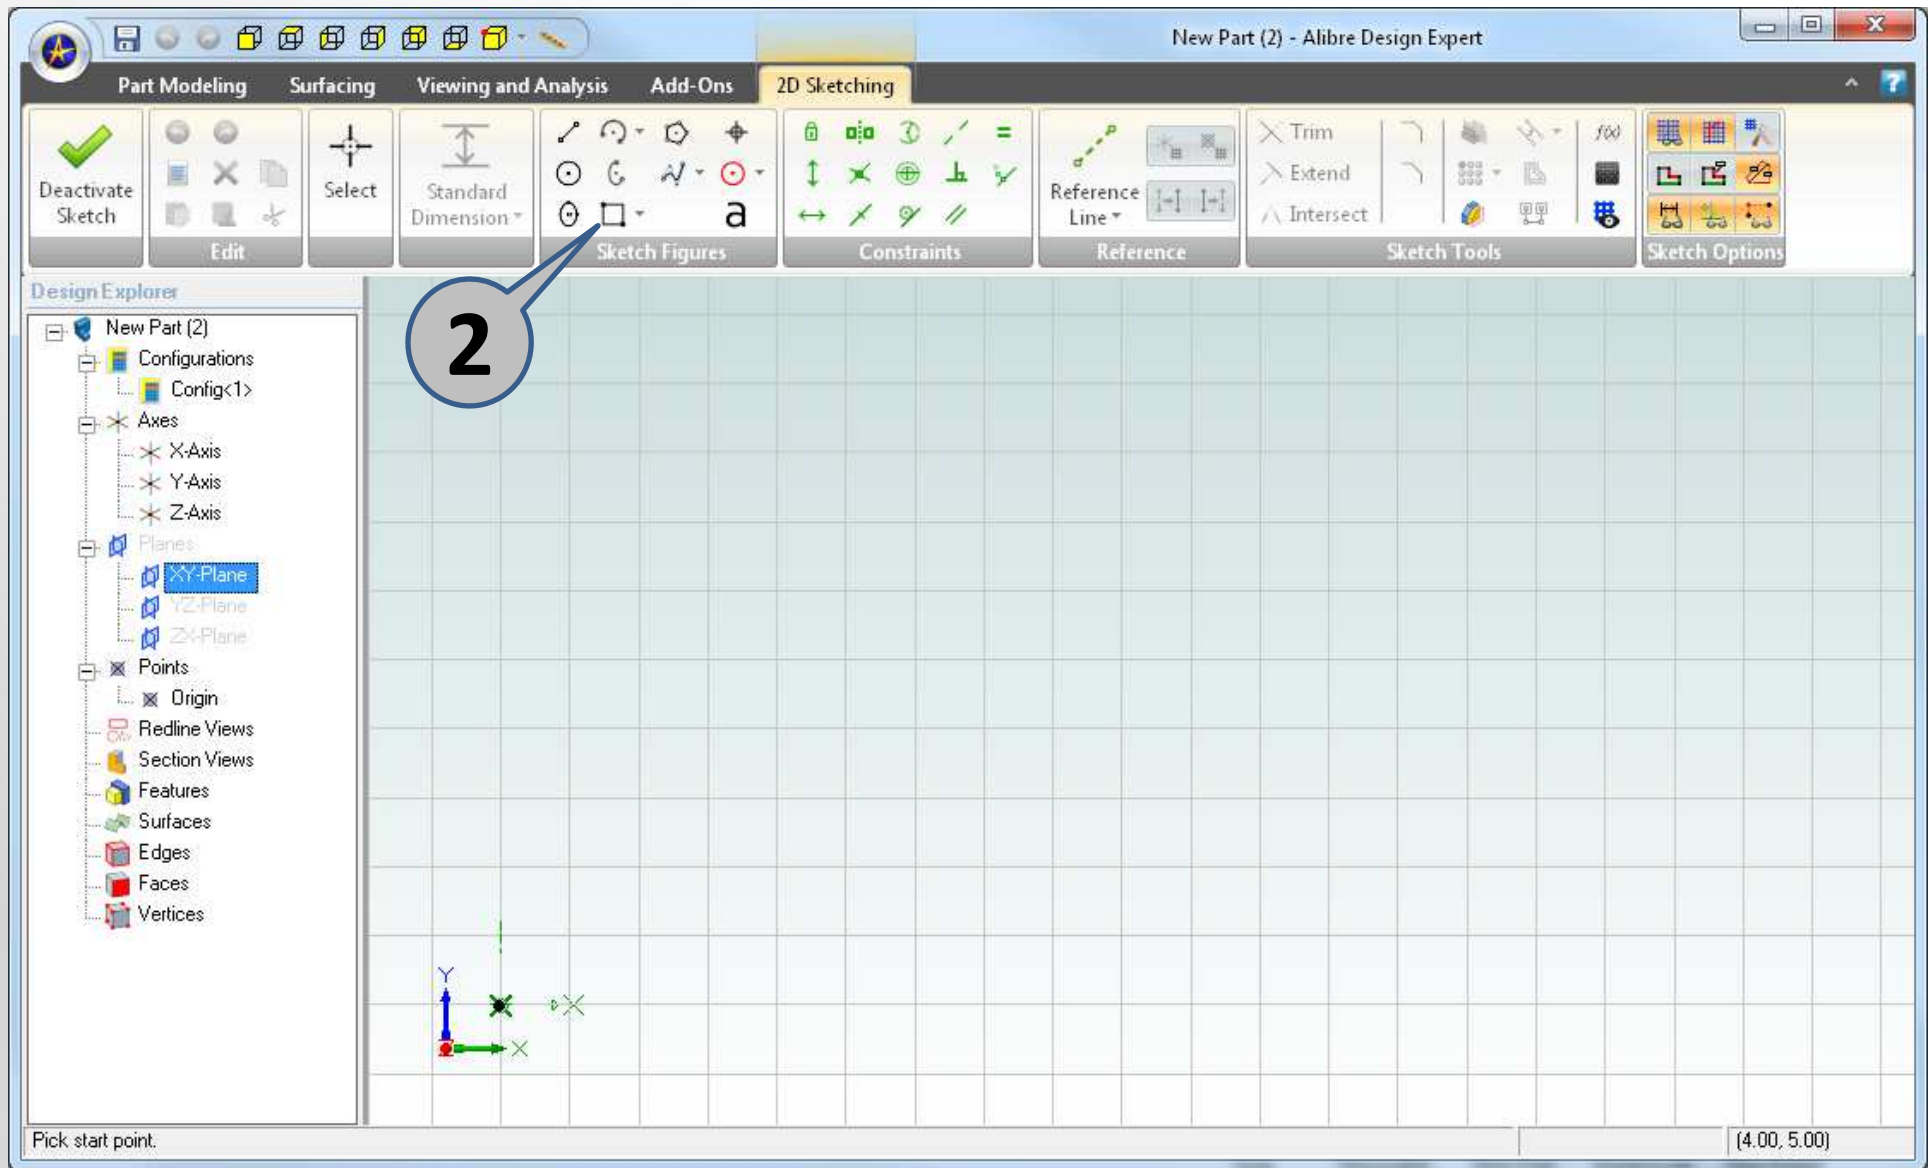 New Part (2) - Alibre Design Expert
Part Modeling Surfacing Viewing and Analysis Add-Ons 2D Sketching
Deactivate
Sketch
Edit
Select
Standard
Dimension
a
Sketch Figures
Constraints
Reference
Line
Reference
Trim
Extend
Intersect
f(x)
Sketch Tools
Sketch Options
2
Design Explorer
New Part (2)
Configurations
Config<1>
Axes
X-Axis
Y-Axis
Z-Axis
Planes
XY-Plane
YZ-Plane
ZX-Plane
Points
Origin
Redline Views
Section Views
Features
Surfaces
Edges
Faces
Vertices
Y
X
X
Pick start point.
(4.00, 5.00)